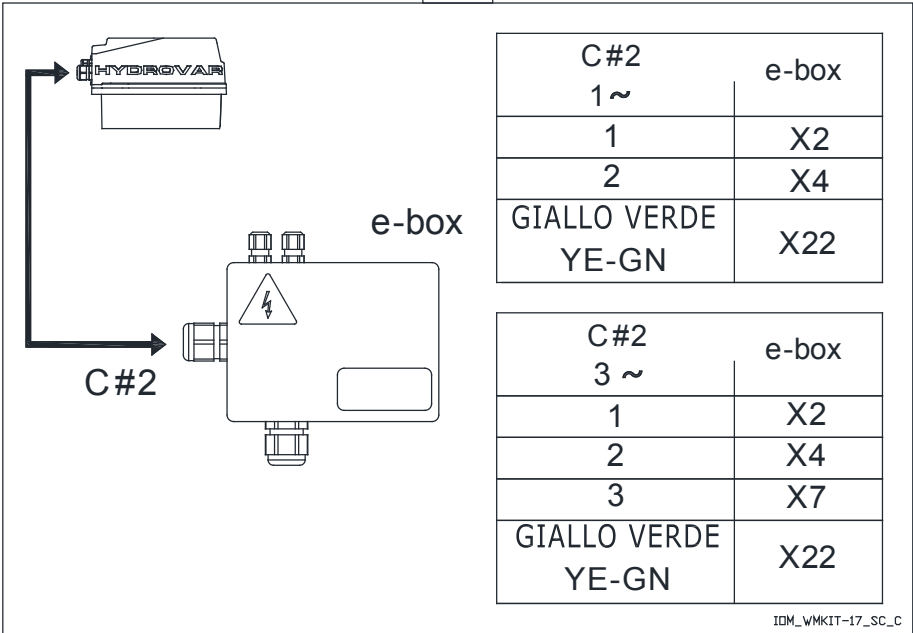 HYDROVAR
e-box
C#2
C#2 e-box
1~
1 X2
2 X4
GIALLO VERDE X22
YE-GN
C#2 e-box
3 ~
1 X2
2 X4
3 X7
GIALLO VERDE X22
YE-GN
IOM_WMKIT-17_SC_C